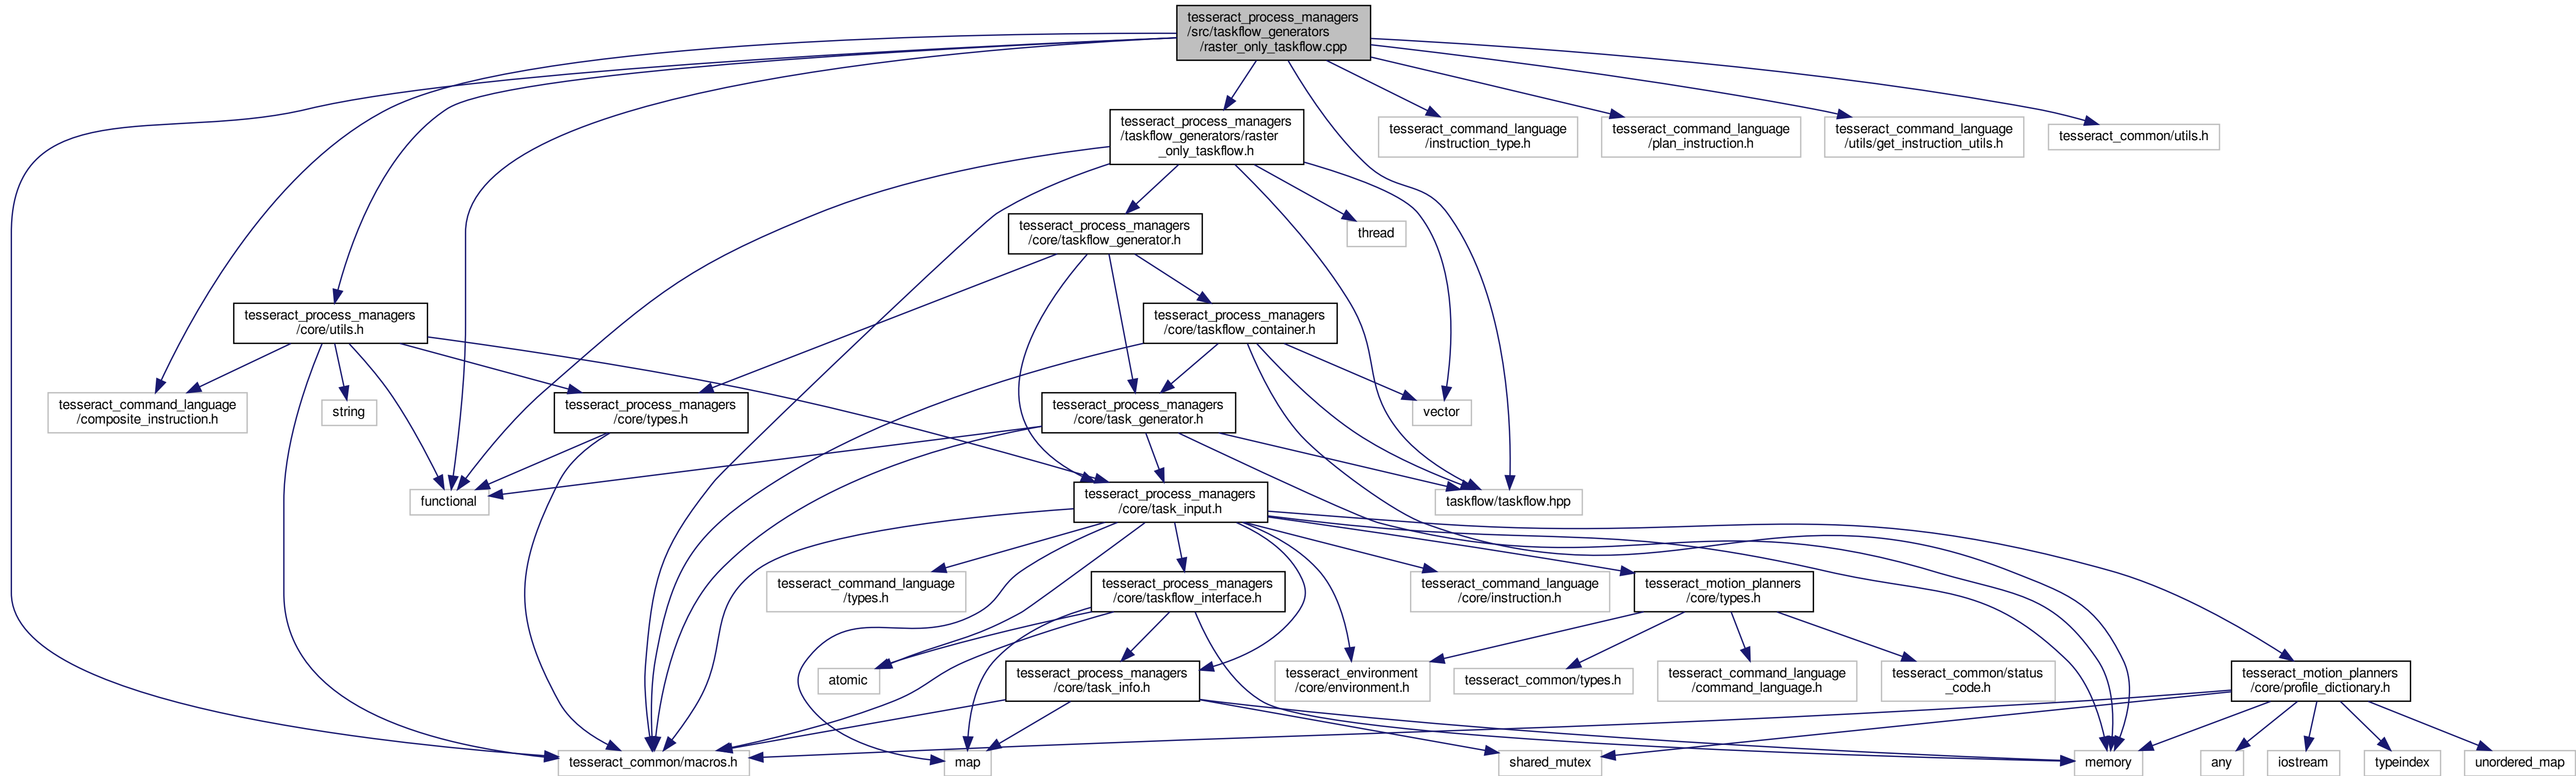 tesseract_process_managers
/src/taskflow_generators
/raster_only_taskflow.cpp
tesseract_process_managers
/taskflow_generators/raster
_only_taskflow.h
tesseract_command_language
/instruction_type.h
tesseract_command_language
/plan_instruction.h
tesseract_command_language
/utils/get_instruction_utils.h
tesseract_common/utils.h
tesseract_process_managers
/core/taskflow_generator.h
thread
tesseract_process_managers
/core/utils.h
tesseract_process_managers
/core/taskflow_container.h
tesseract_command_language
/composite_instruction.h
string
tesseract_process_managers
/core/types.h
tesseract_process_managers
/core/task_generator.h
vector
functional
tesseract_process_managers
/core/task_input.h
taskflow/taskflow.hpp
tesseract_command_language
/types.h
tesseract_process_managers
/core/taskflow_interface.h
tesseract_command_language
/core/instruction.h
tesseract_motion_planners
/core/types.h
atomic
tesseract_process_managers
/core/task_info.h
tesseract_environment
/core/environment.h
tesseract_common/types.h
tesseract_command_language
/command_language.h
tesseract_common/status
_code.h
tesseract_motion_planners
/core/profile_dictionary.h
tesseract_common/macros.h
map
shared_mutex
memory
any
iostream
typeindex
unordered_map